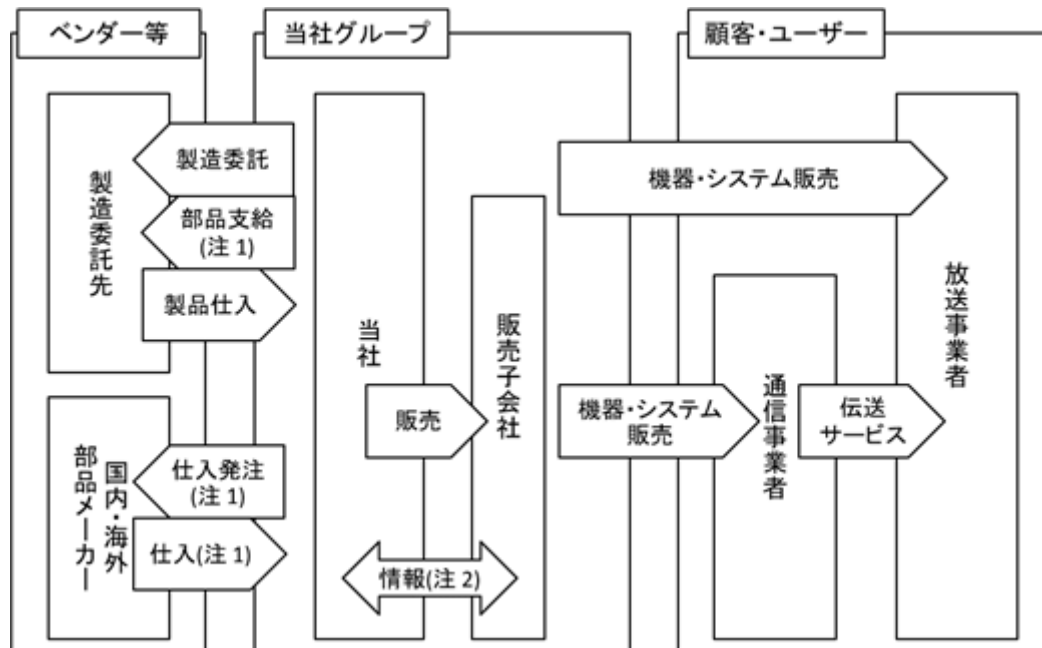 ベンダー等
当社グループ
顧客・ユーザー
製造委託先
製造委託
部品支給
(注 1)
製品仕入
国内・海外
部品メーカー
仕入発注
(注 1)
仕入(注 1)
当社
販売
販売子会社
情報(注 2)
機器・システム販売
機器・システム
販売
通信事業者
伝送
サービス
放送事業者